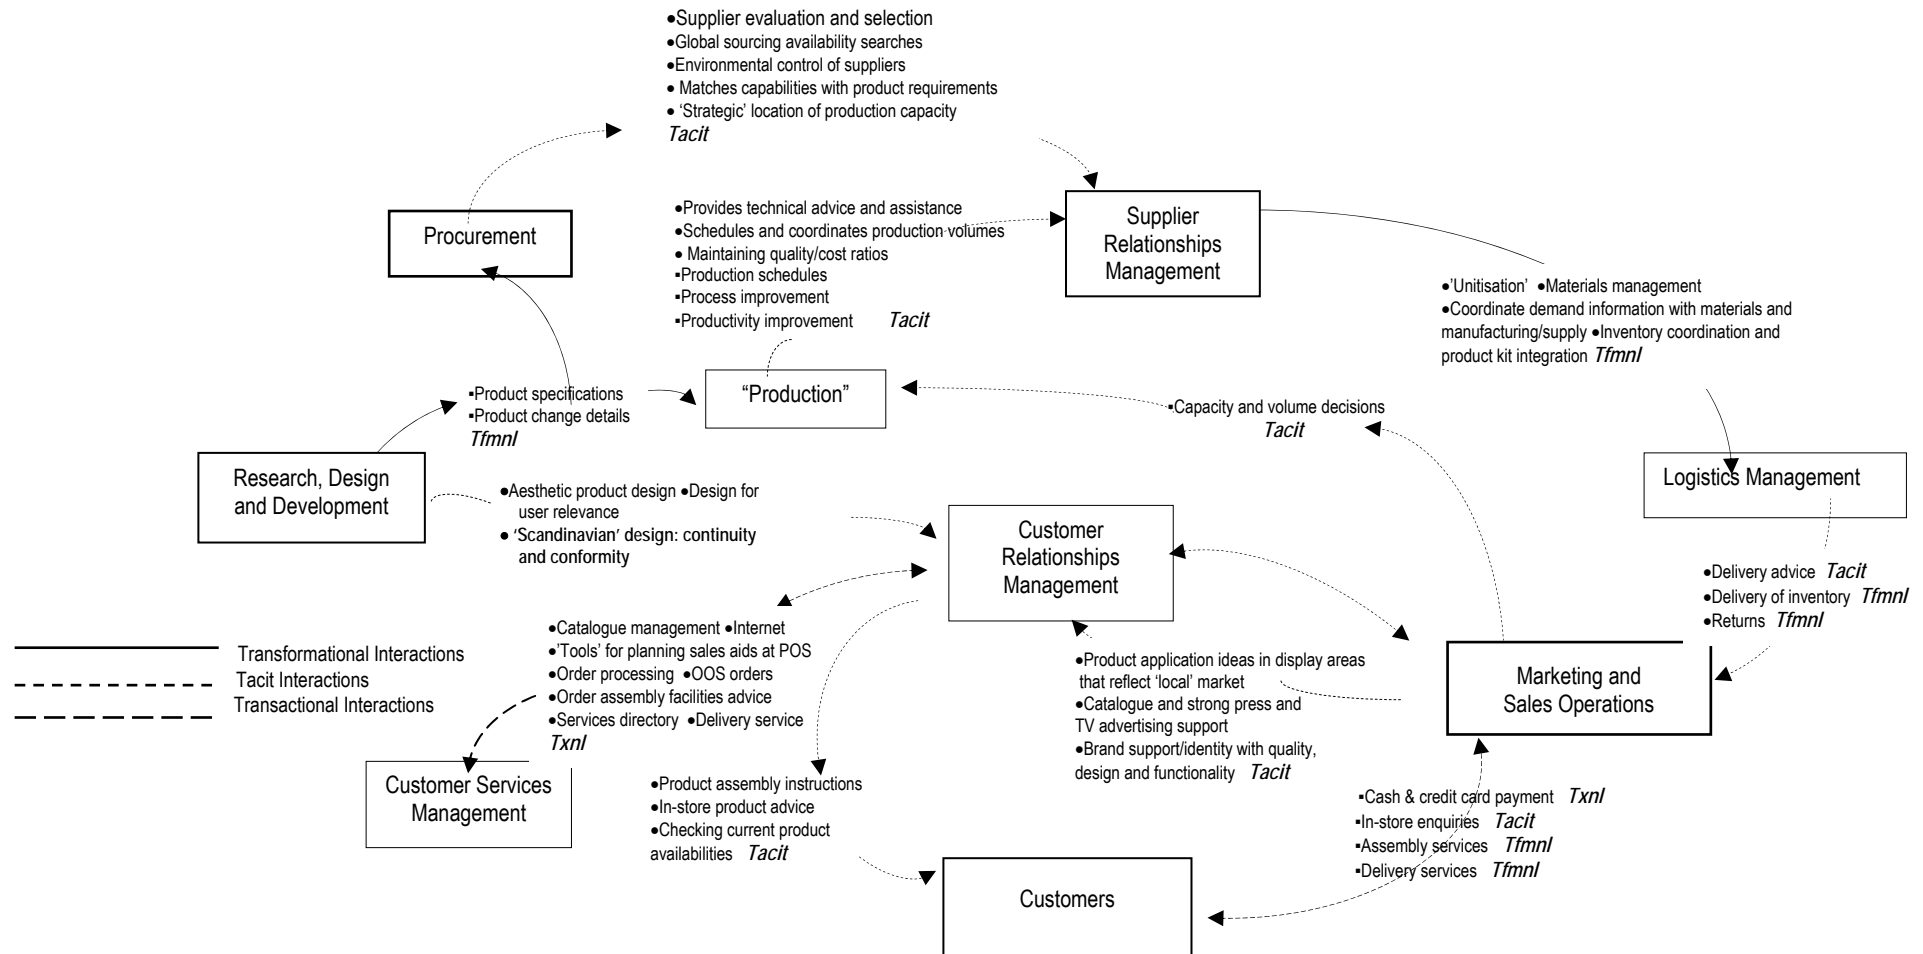 ●Supplier evaluation and selection
●Global sourcing availability searches
●Environmental control of suppliers
● Matches capabilities with product requirements
● ‘Strategic’ location of production capacity
Tacit
Procurement
●Provides technical advice and assistance
●Schedules and coordinates production volumes
● Maintaining quality/cost ratios
▪Production schedules
▪Process improvement
▪Productivity improvement Tacit
Supplier
Relationships
Management
●’Unitisation’ ●Materials management
●Coordinate demand information with materials and
manufacturing/supply ●Inventory coordination and
product kit integration Tfmnl
▪Product specifications
▪Product change details
Tfmnl
“Production”
▪Capacity and volume decisions
Tacit
Research, Design
and Development
Logistics Management
●Aesthetic product design ●Design for
user relevance
● ‘Scandinavian’ design: continuity
and conformity
Customer
Relationships
Management
●Delivery advice Tacit
●Delivery of inventory Tfmnl
●Returns Tfmnl
Transformational Interactions
Tacit Interactions
Transactional Interactions
●Catalogue management ●Internet
●’Tools’ for planning sales aids at POS
●Order processing ●OOS orders
●Order assembly facilities advice
●Services directory ●Delivery service
Txnl
●Product application ideas in display areas
that reflect ‘local’ market
●Catalogue and strong press and
TV advertising support
●Brand support/identity with quality,
design and functionality Tacit
Marketing and
Sales Operations
Customer Services
Management
●Product assembly instructions
●In-store product advice
●Checking current product
availabilities Tacit
▪Cash & credit card payment Txnl
▪In-store enquiries Tacit
▪Assembly services Tfmnl
▪Delivery services Tfmnl
Customers